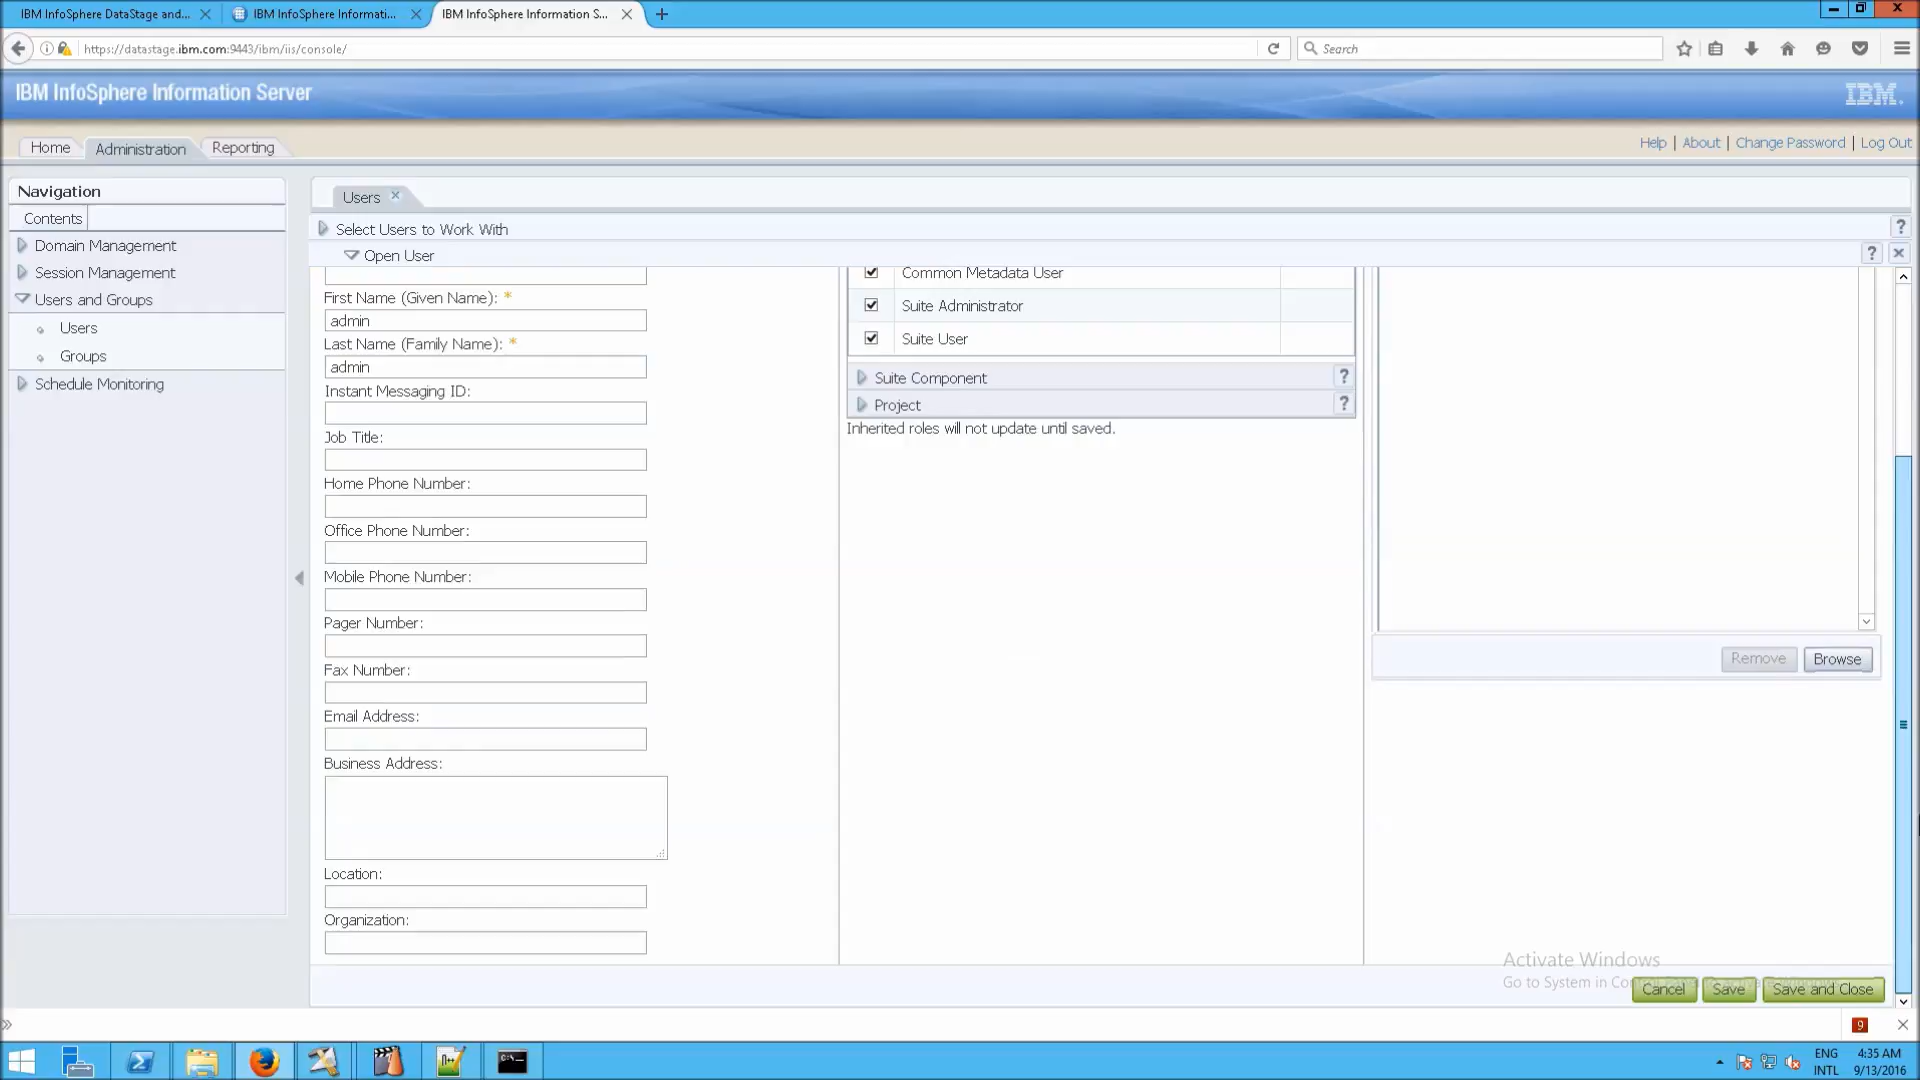 IBM InfoSphere DataStage and...
IBM InfoSphere Informati...
IBM InfoSphere Information S...
https://datastage.ibm.com:9443/ibm/iis/console/
Search
IBM InfoSphere Information Server
IBM.
Home
Administration
Reporting
Help | About | Change Password | Log Out
Navigation
Contents
Domain Management
Session Management
Users and Groups
Users
Groups
Schedule Monitoring
Users
Select Users to Work With
?
Open User
?
First Name (Given Name): *
admin
Last Name (Family Name): *
admin
Instant Messaging ID:
Job Title:
Home Phone Number:
Office Phone Number:
Mobile Phone Number:
Pager Number:
Fax Number:
Email Address:
Business Address:
Location:
Organization:
Common Metadata User
Suite Administrator
Suite User
Suite Component ?
Project ?
Inherited roles will not update until saved.
Remove
Browse
Activate Windows
Go to System in Con
Cancel
Save
Save and Close
9
ENG
INTL
4:35 AM
9/13/2016